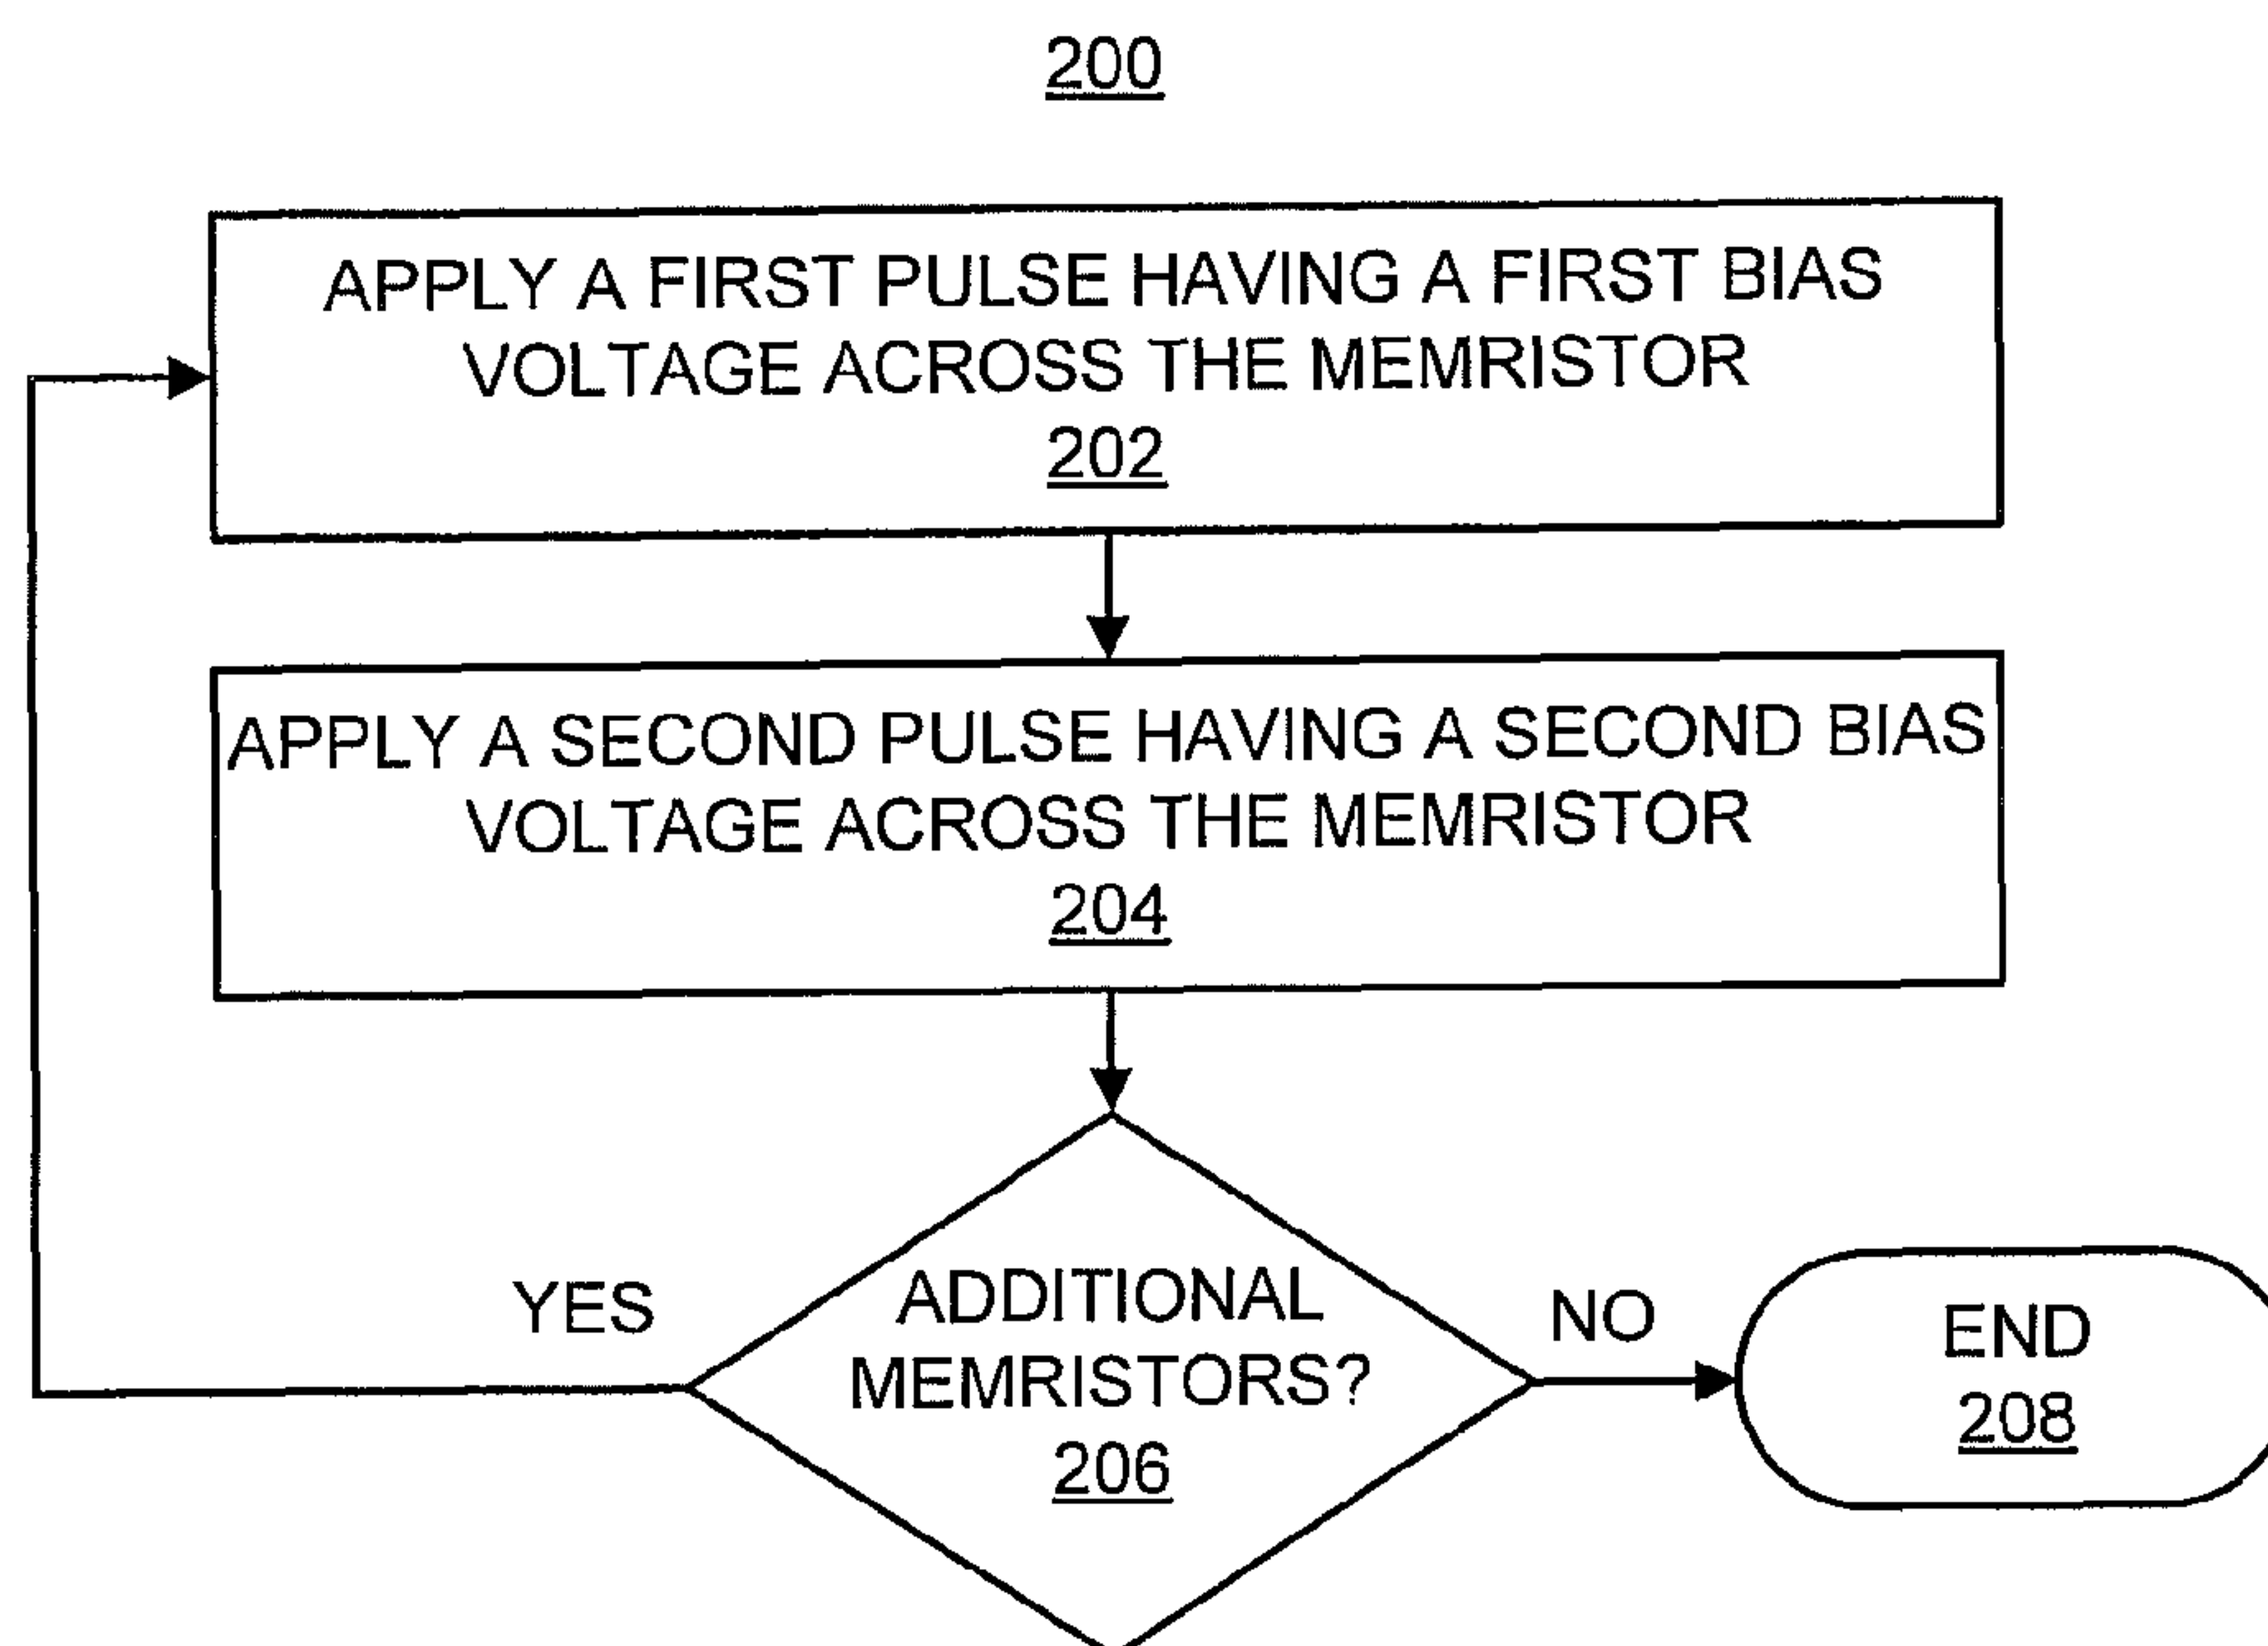 200
APPLY A FIRST PULSE HAVING A FIRST BIAS
VOLTAGE ACROSS THE MEMRISTOR
202
APPLY A SECOND PULSE HAVING A SECOND BIAS
VOLTAGE ACROSS THE MEMRISTOR
204
YES
ADDITIONAL
MEMRISTORS?
206
NO
END
208